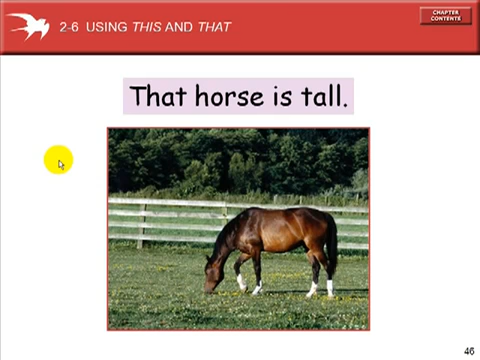 2-6 USING THIS AND THAT
CHAPTER
CONTENTS
That horse is tall.
46